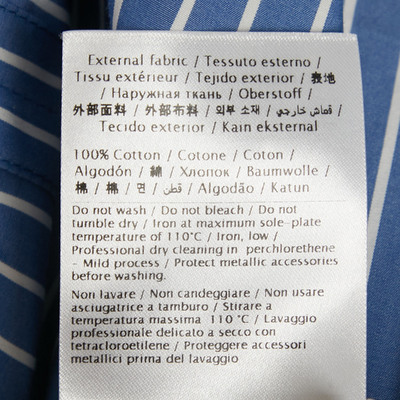 External fabric / Tessuto esterno /
Tissu extérieur / Tejido exterior / 表地
/ Наружная ткань / Oberstoff /
外部面料 / 外部布料 / 외부 소재 / قماش خارجي /
Tecido exterior / Kain eksternal
100% Cotton / Cotone / Coton /
Algodón / 綿 / Хлопок / Baumwolle /
棉 / 棉 / 면 / قطن / Algodão / Katun
Do not wash / Do not bleach / Do not
tumble dry / Iron at maximum sole-plate
temperature of 110°C / Iron, low /
Professional dry cleaning in perchlorethene
- Mild process / Protect metallic accessories
before washing.
Non lavare / Non candeggiare / Non usare
asciugatrice a tamburo / Stirare a
temperatura massima 110 °C / Lavaggio
professionale delicato a secco con
tetracloroetilene / Proteggere accessori
metallici prima del lavaggio